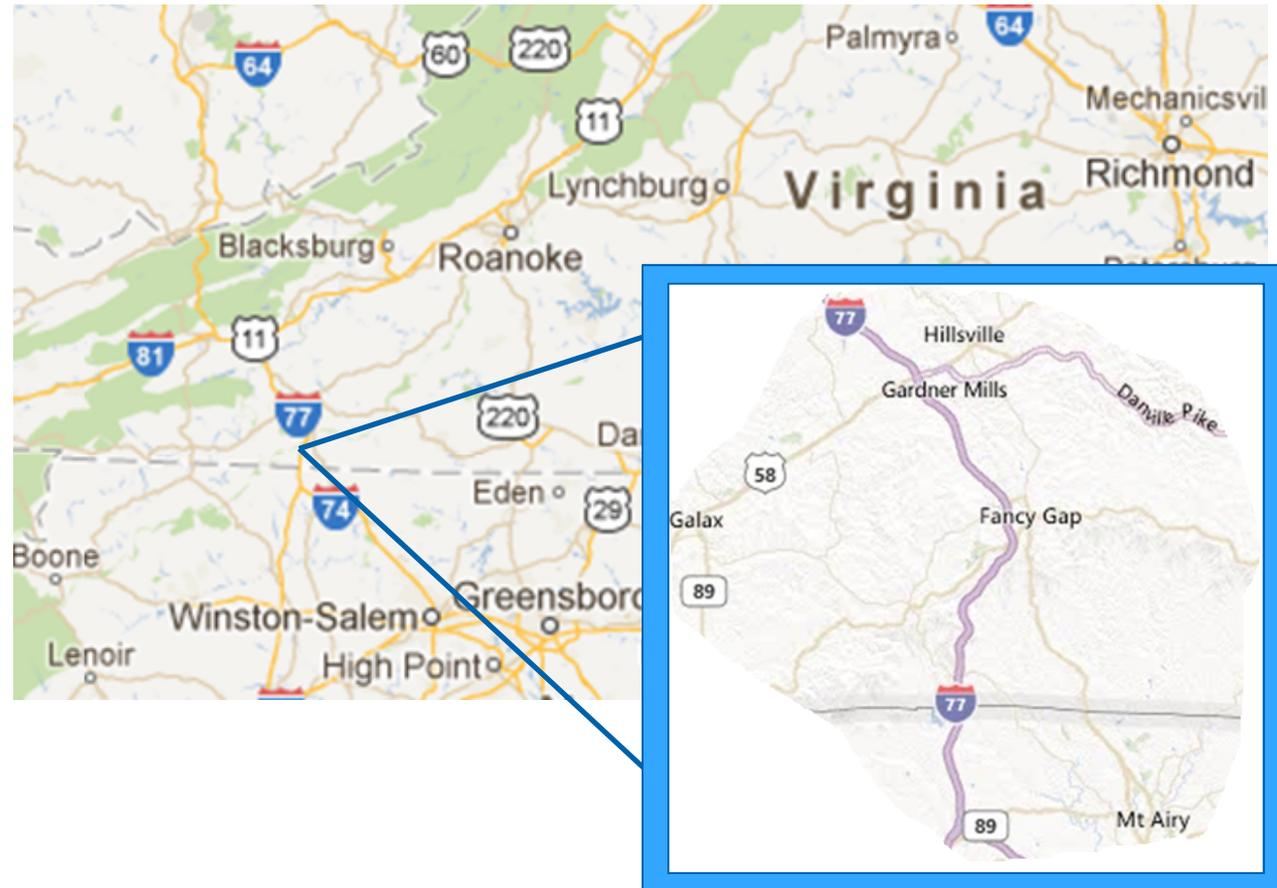 64
60
220
Palmyra
64
11
Mechanicsvil
Richmond
Lynchburg
Virginia
Blacksburg
Roanoke
81
11
77
220
Da
Eden
29
74
Boone
Greensboro
Winston-Salem
High Point
Lenoir
77
Hillsville
Gardner Mills
Danville Pike
58
Galax
Fancy Gap
89
77
89
Mt Airy